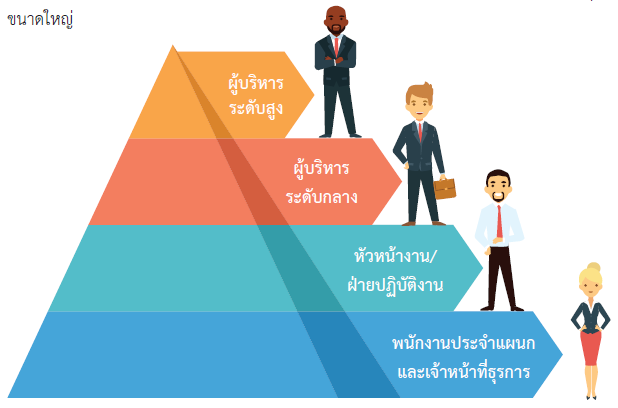 ขนาดใหญ่
ผู้บริหาร
ระดับสูง
ผู้บริหาร
ระดับกลาง
หัวหน้างาน/
ฝ่ายปฏิบัติงาน
พนักงานประจำแผนก
และเจ้าหน้าที่ธุรการ